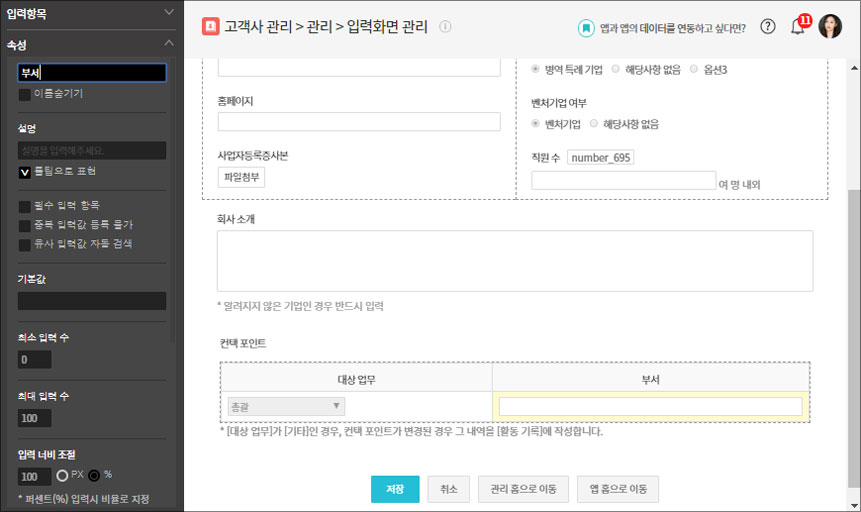 입력항목
속성
부서
이름숨기기
설명
설명을 입력해주세요.
툴팁으로 표현
필수 입력 항목
중복 입력값 등록 불가
유사 입력값 자동 검색
기본값
최소 입력 수
0
최대 입력 수
100
입력 너비 조절
100 PX %
* 퍼센트(%) 입력시 비율로 지정
고객사 관리 > 관리 > 입력화면 관리
앱과 앱의 데이터를 연동하고 싶다면?
11
병역 특례 기업 해당사항 없음 옵션3
홈페이지
벤처기업 여부
벤처기업 해당사항 없음
사업자등록증사본
파일첨부
직원 수 number_695
여 명 내외
회사 소개
* 알려지지 않은 기업인 경우 반드시 입력
컨택 포인트
대상 업무 부서
총괄
* [대상 업무]가 [기타]인 경우, 컨택 포인트가 변경된 경우 그 내역을 [활동 기록]에 작성합니다.
저장 취소 관리 홈으로 이동 앱 홈으로 이동